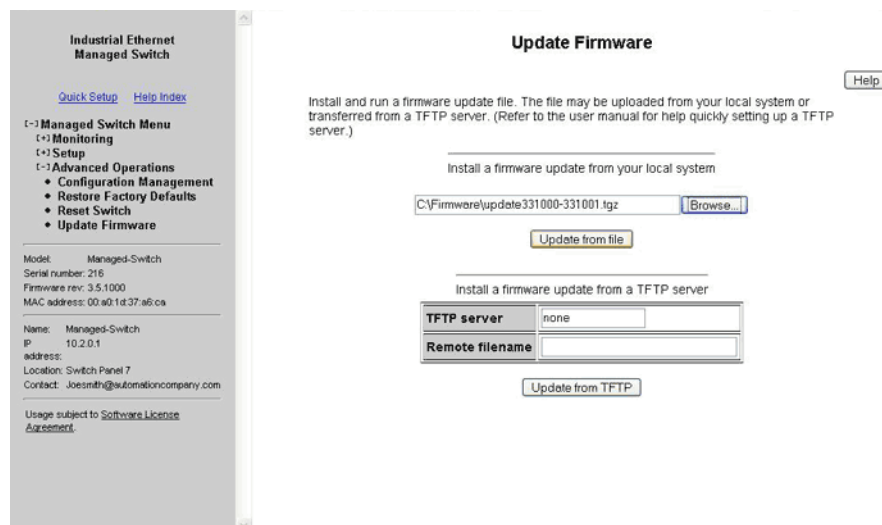 Industrial Ethernet
Managed Switch
Quick Setup Help Index
[-] Managed Switch Menu
[+] Monitoring
[+] Setup
[-] Advanced Operations
◆ Configuration Management
◆ Restore Factory Defaults
◆ Reset Switch
◆ Update Firmware
Model: Managed-Switch
Serial number: 216
Firmware rev: 3.5.1000
MAC address: 00:a0:1d:37:a6:ca
Name: Managed-Switch
IP address: 10.2.0.1
Location: Switch Panel 7
Contact: Joesmith@automationcompany.com
Usage subject to Software License
Agreement.
Update Firmware
Help
Install and run a firmware update file. The file may be uploaded from your local system or
transferred from a TFTP server. (Refer to the user manual for help quickly setting up a TFTP
server.)
Install a firmware update from your local system
C:\Firmware\update331000-331001.tgz Browse...
Update from file
Install a firmware update from a TFTP server
TFTP server none
Remote filename
Update from TFTP